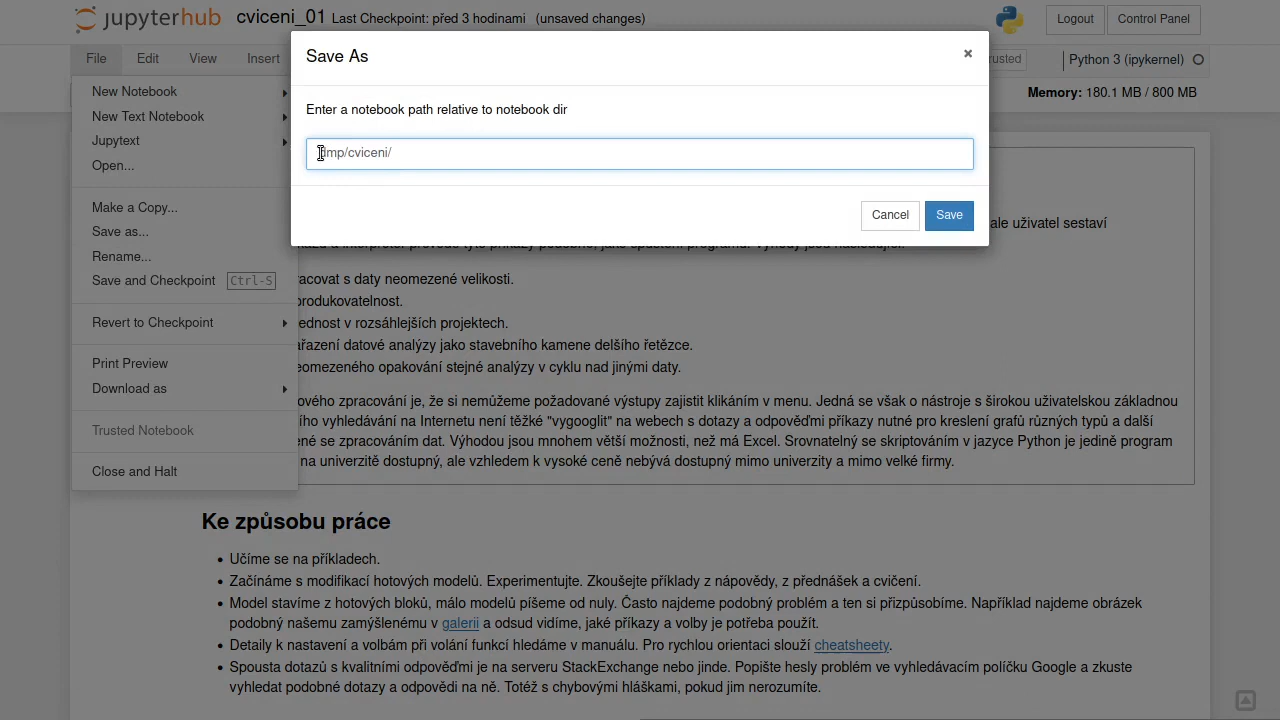 jupyterhub cviceni_01 Last Checkpoint: před 3 hodinami (unsaved changes) Logout Control Panel
File Edit View Insert rusted Python 3 (ipykernel)
Memory: 180.1 MB / 800 MB
New Notebook
New Text Notebook
Jupytext
Open...
Make a Copy...
Save as...
Rename...
Save and Checkpoint Ctrl-S
Revert to Checkpoint
Print Preview
Download as
Trusted Notebook
Close and Halt
Save As ×
Enter a notebook path relative to notebook dir
tmp/cviceni/
Cancel Save
ale uživatel sestaví
racovat s daty neomezené velikosti.
produkovatelnost.
ednost v rozsáhlejších projektech.
ařazení datové analýzy jako stavebního kamene delšího řetězce.
eomezeného opakování stejné analýzy v cyklu nad jinými daty.
ového zpracování je, že si nemůžeme požadované výstupy zajistit klikáním v menu. Jedná se však o nástroje s širokou uživatelskou základnou
ího vyhledávání na Internetu není těžké "vygooglit" na webech s dotazy a odpověďmi příkazy nutné pro kreslení grafů různých typů a další
ené se zpracováním dat. Výhodou jsou mnohem větší možnosti, než má Excel. Srovnatelný se skriptováním v jazyce Python je jedině program
na univerzitě dostupný, ale vzhledem k vysoké ceně nebývá dostupný mimo univerzity a mimo velké firmy.
Ke způsobu práce
Učíme se na příkladech.
Začínáme s modifikací hotových modelů. Experimentujte. Zkoušejte příklady z nápovědy, z přednášek a cvičení.
Model stavíme z hotových bloků, málo modelů píšeme od nuly. Často najdeme podobný problém a ten si přizpůsobíme. Například najdeme obrázek
podobný našemu zamýšlenému v galerii a odsud vidíme, jaké příkazy a volby je potřeba použít.
Detaily k nastavení a volbám při volání funkcí hledáme v manuálu. Pro rychlou orientaci slouží cheatsheety.
Spousta dotazů s kvalitními odpověďmi je na serveru StackExchange nebo jinde. Popište hesly problém ve vyhledávacím políčku Google a zkuste
vyhledat podobné dotazy a odpovědi na ně. Totéž s chybovými hláškami, pokud jim nerozumíte.